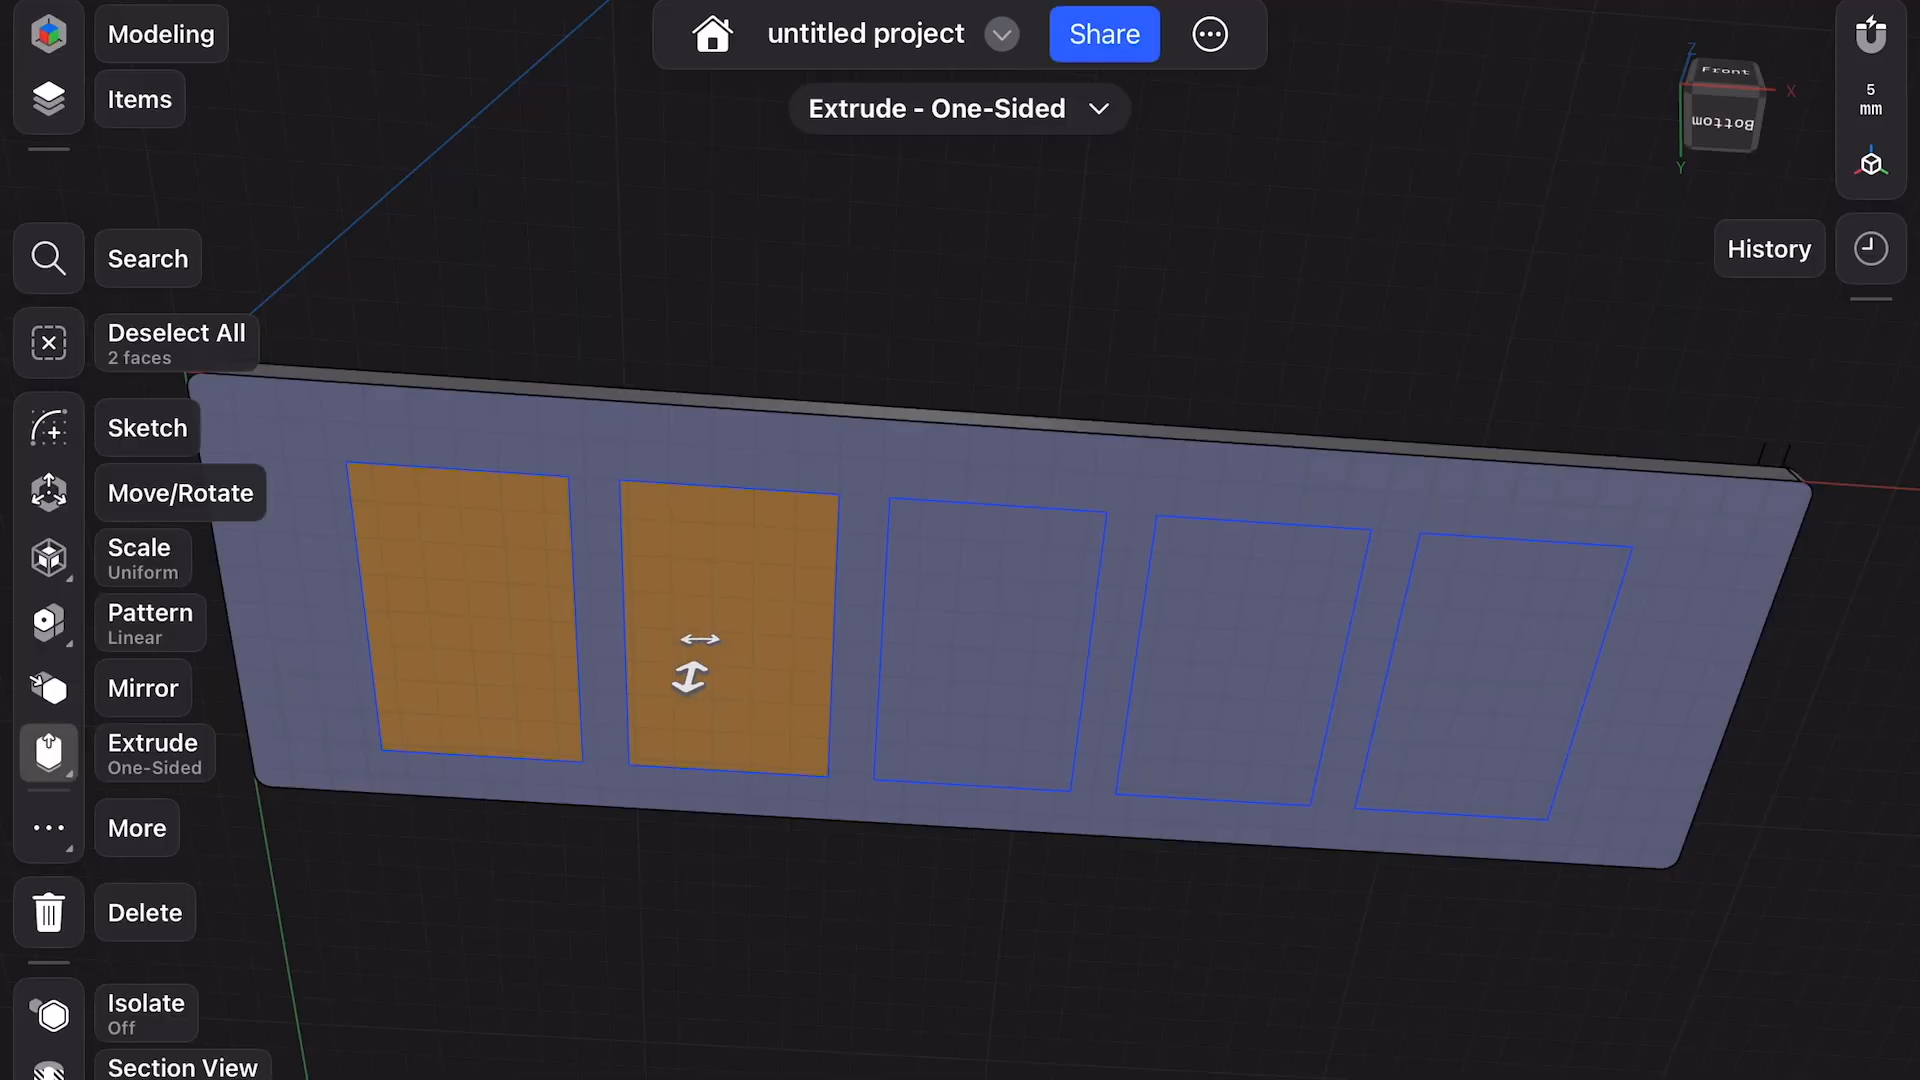 Modeling
Items
untitled project
Share
Extrude - One-Sided
Z
Front
X
Bottom
Y
5
mm
History
Search
Deselect All
2 faces
Sketch
Move/Rotate
Scale
Uniform
Pattern
Linear
Mirror
Extrude
One-Sided
More
Delete
Isolate
Off
Section View